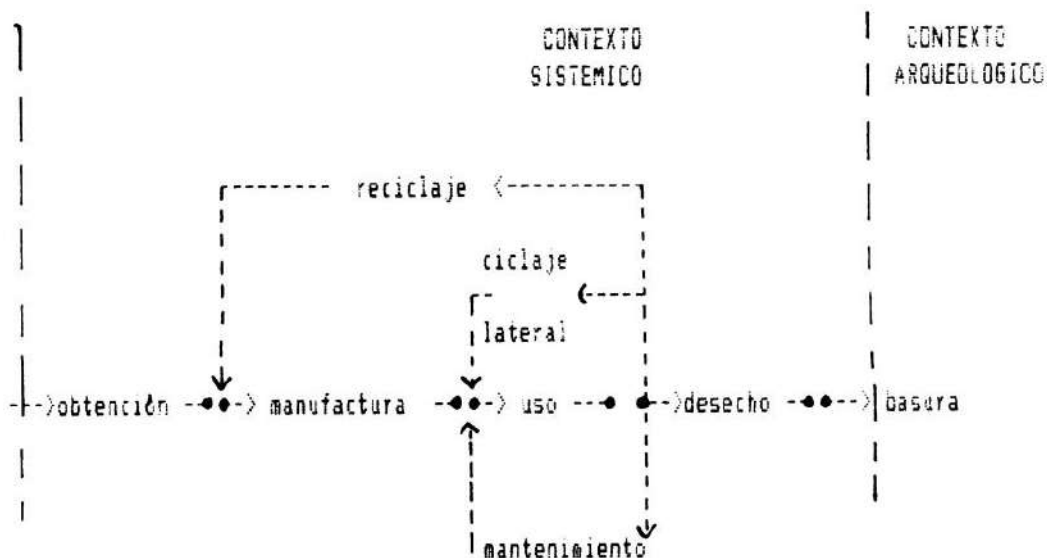 CONTEXTO CONTEXTO
SISTEMICO ARQUEOLOGICO
reciclaje
ciclaje
lateral
obtención manufactura uso desecho basura
mantenimiento